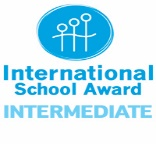 International
School Award
INTERMEDIATE